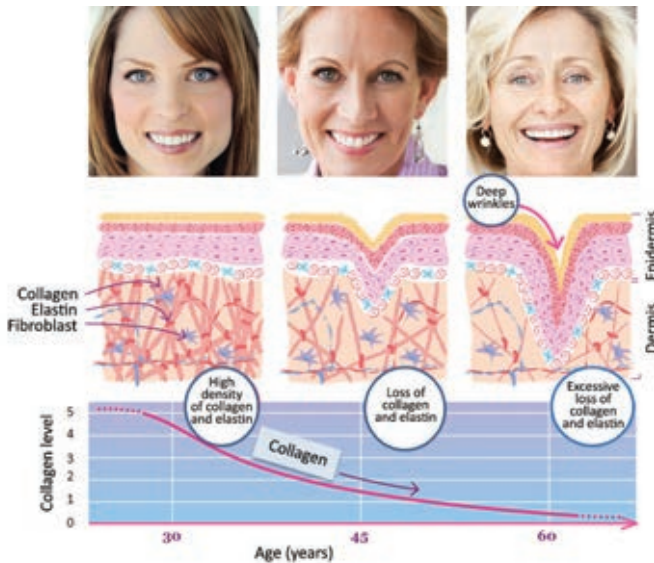 Deep
wrinkles
Epidermis
Collagen
Elastin
Fibroblast
Dermis
High
density
of collagen
and elastin
Loss of
collagen
and elastin
Excessive
loss of
collagen
and elastin
Collagen level
5
4
3
2
1
0
Collagen
30
45
60
Age (years)